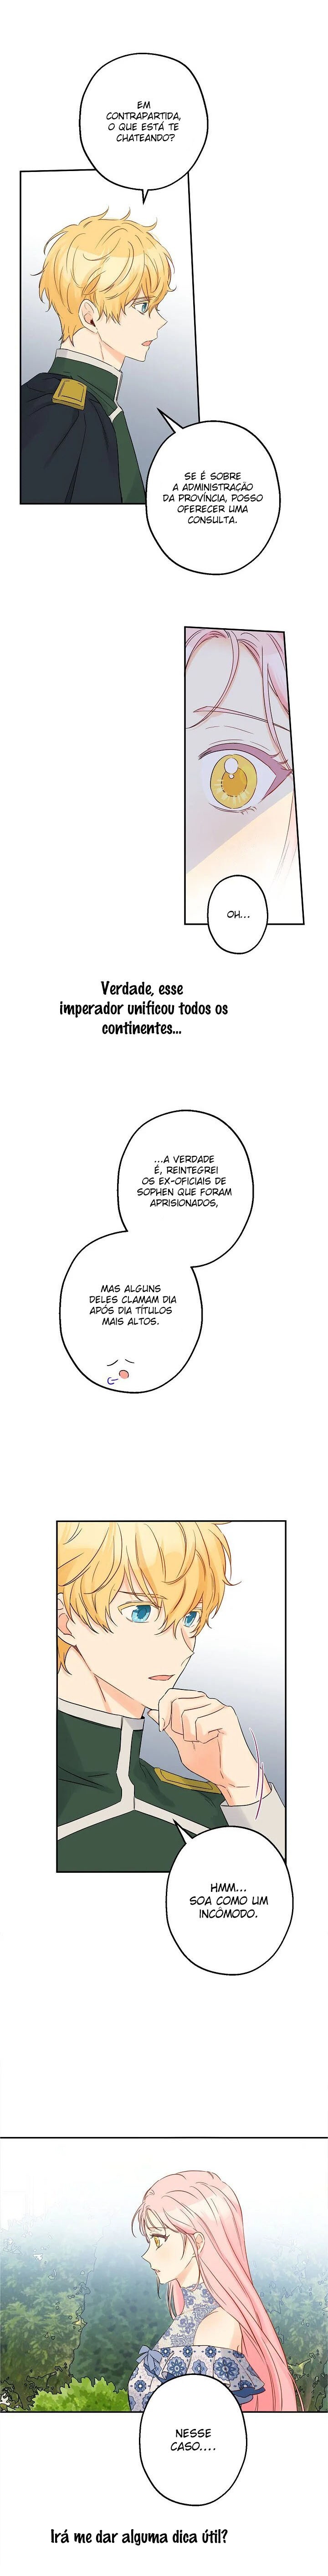 EM
CONTRAPARTIDA,
O QUE ESTÁ TE
CHATEANDO?
SE É SOBRE
A ADMINISTRAÇÃO
DA PROVÍNCIA, POSSO
OFERECER UMA
CONSULTA.
OH...
Verdade, esse
imperador unificou todos os
continentes...
...A VERDADE
É, REINTEGREI
OS EX-OFICIAIS DE
SOPHEN QUE FORAM
APRISIONADOS,
MAS ALGUNS
DELES CLAMAM DIA
APÓS DIA TÍTULOS
MAIS ALTOS.
HMM...
SOA COMO UM
INCÔMODO.
NESSE
CASO....
Irá me dar alguma dica útil?